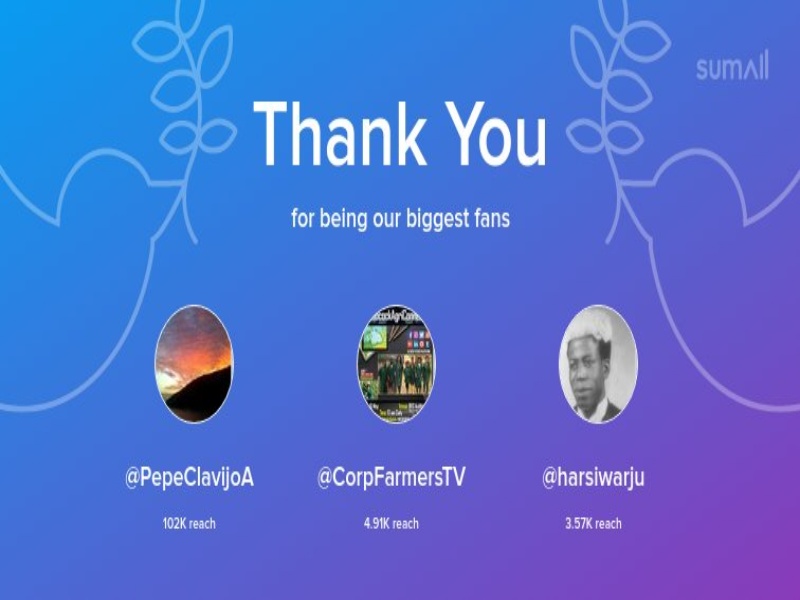 sumall
Thank You
for being our biggest fans
@PepeClavijoA
@CorpFarmersTV
@harsiwarju
102K reach
4.91K reach
3.57K reach